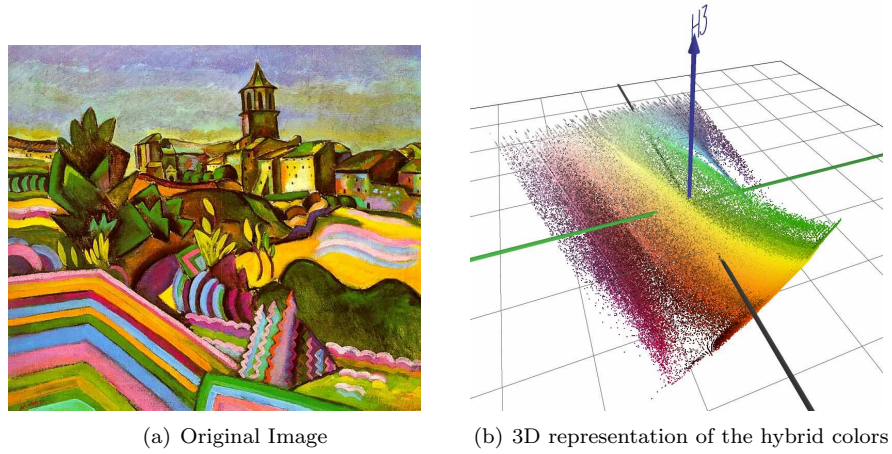 H3
(a) Original Image
(b) 3D representation of the hybrid colors